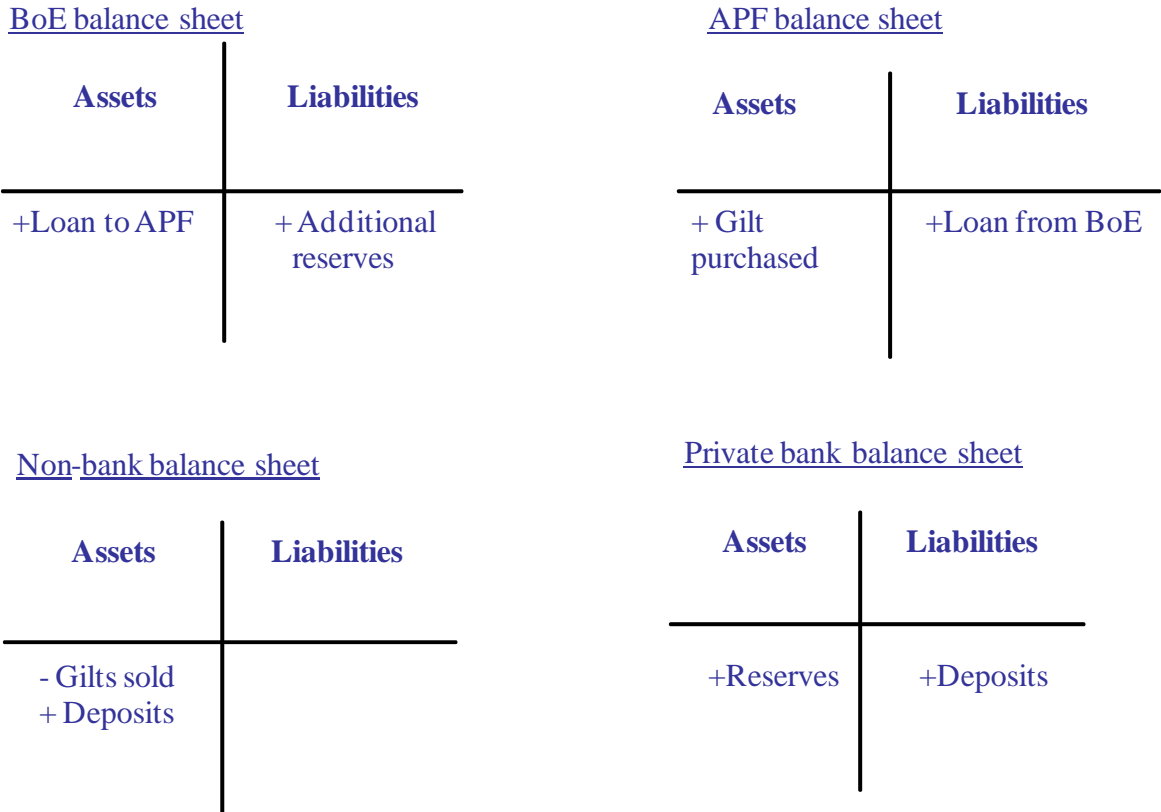 BoE balance sheet
Assets
Liabilities
+Loan to APF
+ Additional
reserves
APF balance sheet
Assets
Liabilities
+ Gilt
purchased
+Loan from BoE
Non-bank balance sheet
Assets
Liabilities
- Gilts sold
+ Deposits
Private bank balance sheet
Assets
Liabilities
+Reserves
+Deposits